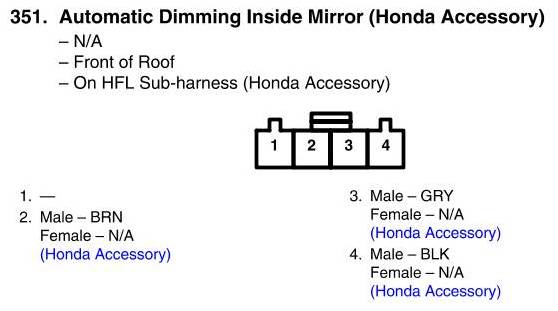 351. Automatic Dimming Inside Mirror (Honda Accessory)
– N/A
– Front of Roof
– On HFL Sub-harness (Honda Accessory)
1 2 3 4
1. —
2. Male – BRN
Female – N/A
(Honda Accessory)
3. Male – GRY
Female – N/A
(Honda Accessory)
4. Male – BLK
Female – N/A
(Honda Accessory)